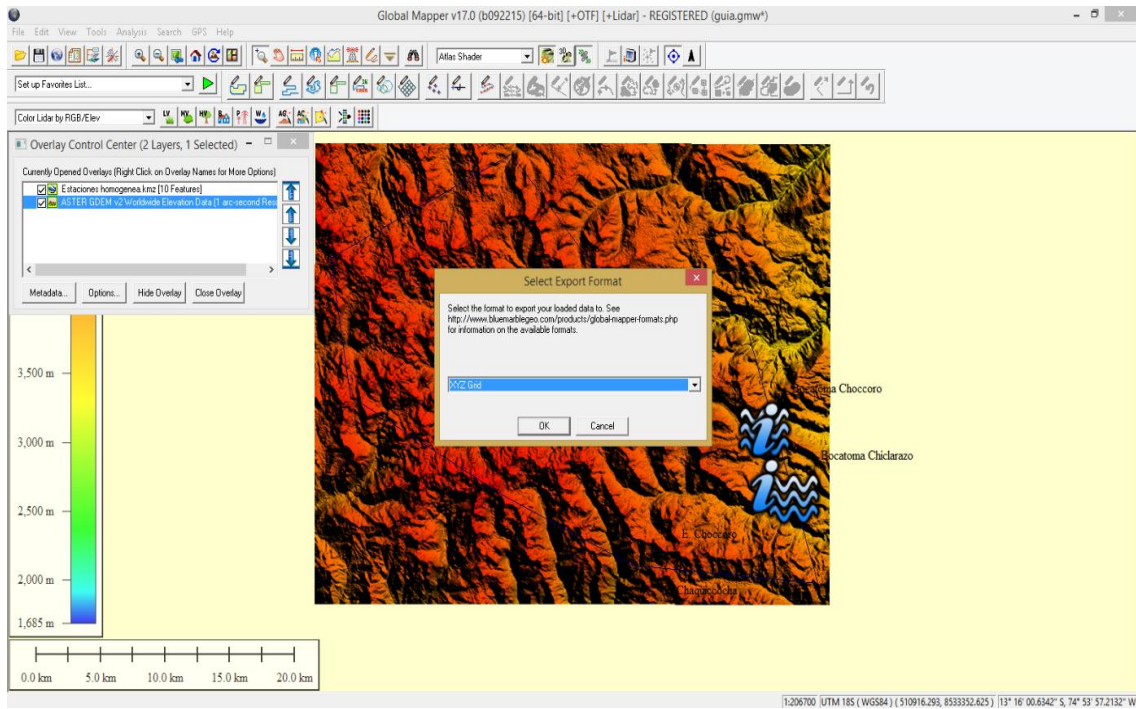 Global Mapper v17.0 (b092215) [64-bit] [+OTF] [+Lidar] - REGISTERED (guia.gmw*)
File Edit View Tools Analysis Search GPS Help
Atlas Shader
Set up Favorites List...
Color Lidar by RGB/Elev
Overlay Control Center (2 Layers, 1 Selected)
Currently Opened Overlays (Right Click on Overlay Names for More Options)
Estaciones homogenea.kmz [10 Features]
ASTER GDEM v2 Worldwide Elevation Data (1 arc-second Res
Metadata... Options... Hide Overlay Close Overlay
Select Export Format
Select the format to export your loaded data to. See
http://www.bluemarblegeo.com/products/global-mapper-formats.php
for information on the available formats.
XYZ Grid
OK Cancel
3,500 m
3,000 m
2,500 m
2,000 m
1,685 m
Bocatoma Choccoro
Bocatoma Chiclarazo
E. Choccoro
Chaquiccocha
0.0 km 5.0 km 10.0 km 15.0 km 20.0 km
1:206700 UTM 18S ( WGS84 ) ( 510916.293, 8533352.625 ) 13° 16' 00.6342" S, 74° 53' 57.2132" W